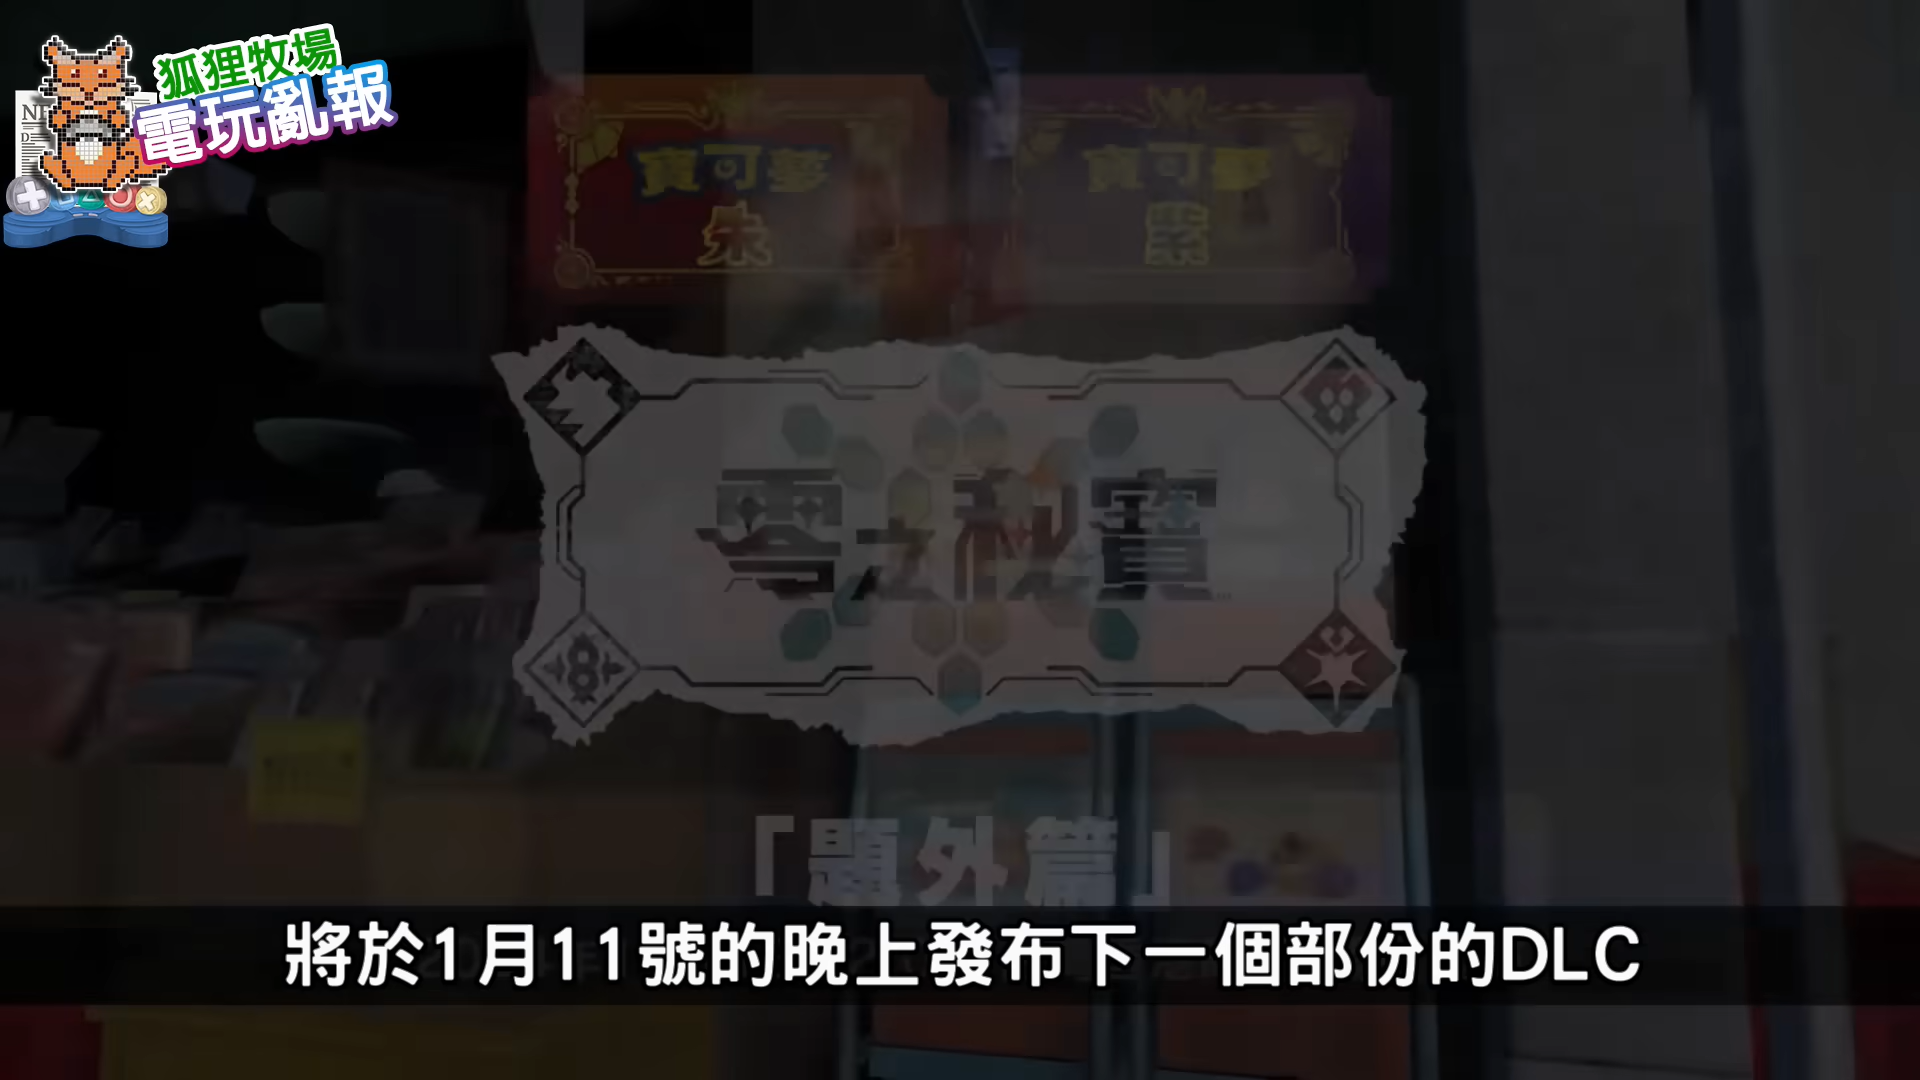 狐狸牧場
電玩亂報
寶可夢
朱
寶可夢
紫
零之秘寶
「題外篇」
將於1月11號的晚上發布下一個部份的DLC